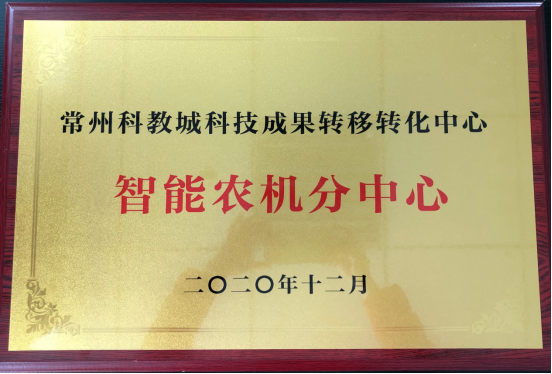 常州科教城科技成果转移转化中心
智能农机分中心
二〇二〇年十二月